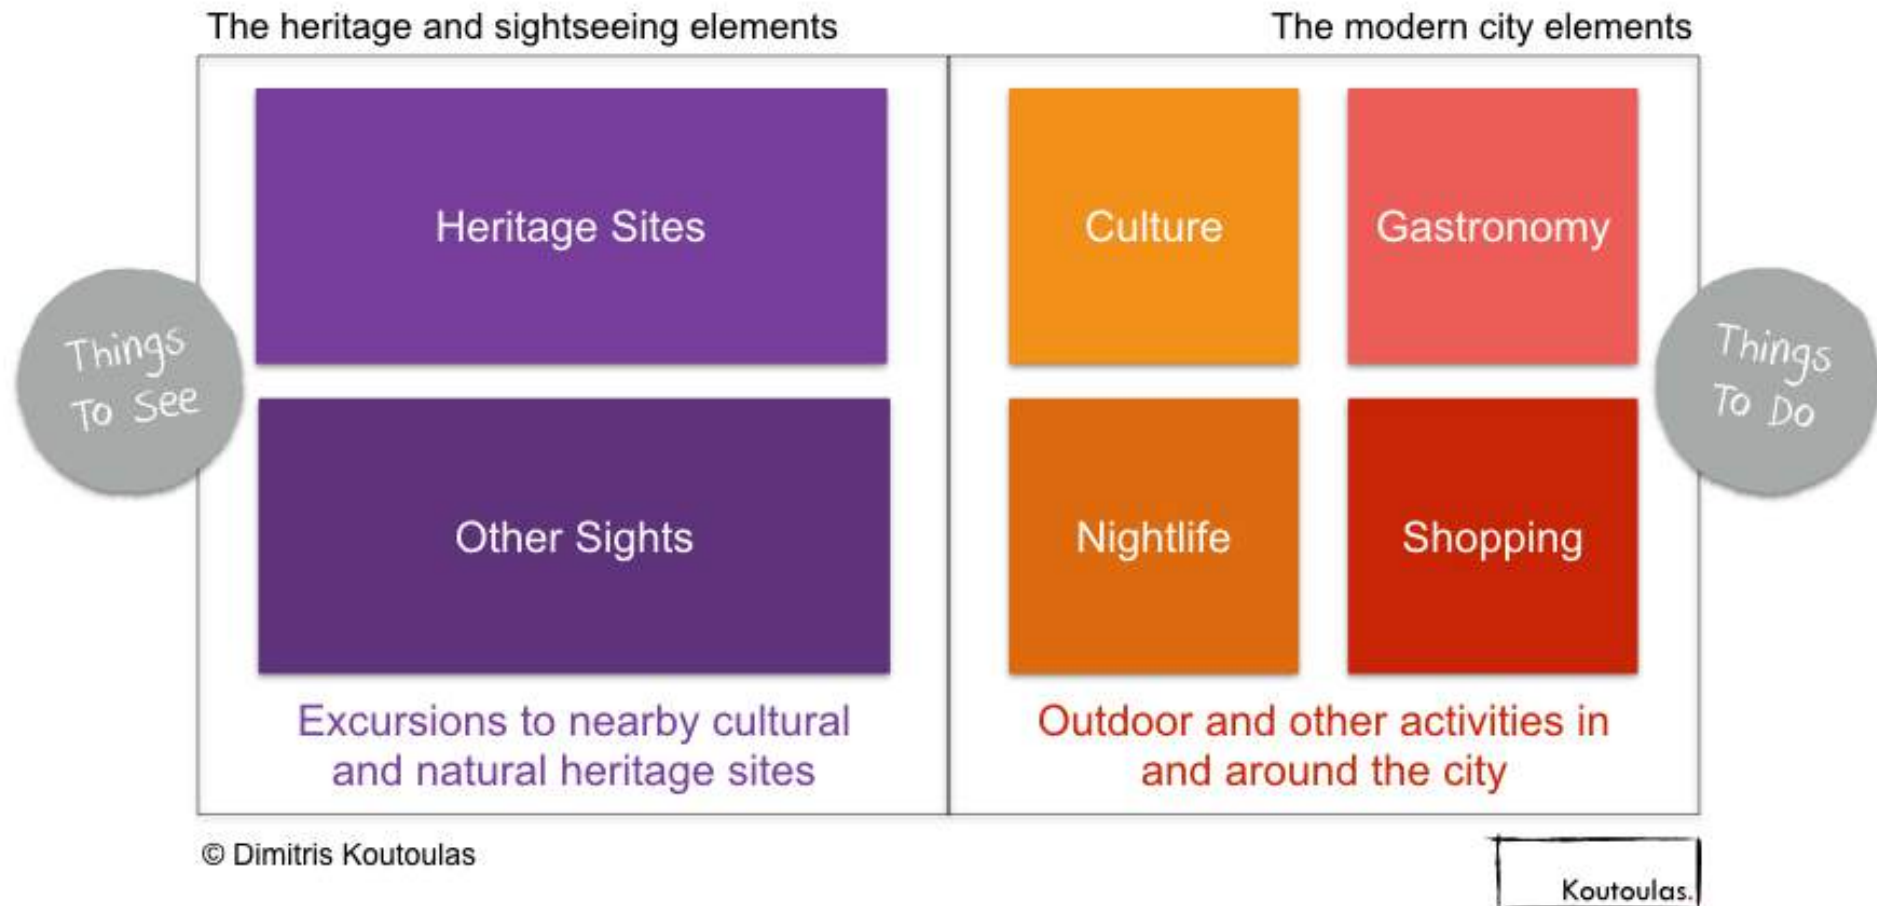 The heritage and sightseeing elements
The modern city elements
Heritage Sites
Other Sights
Things
To See
Excursions to nearby cultural
and natural heritage sites
Culture
Gastronomy
Nightlife
Shopping
Things
To Do
Outdoor and other activities in
and around the city
© Dimitris Koutoulas
Koutoulas.